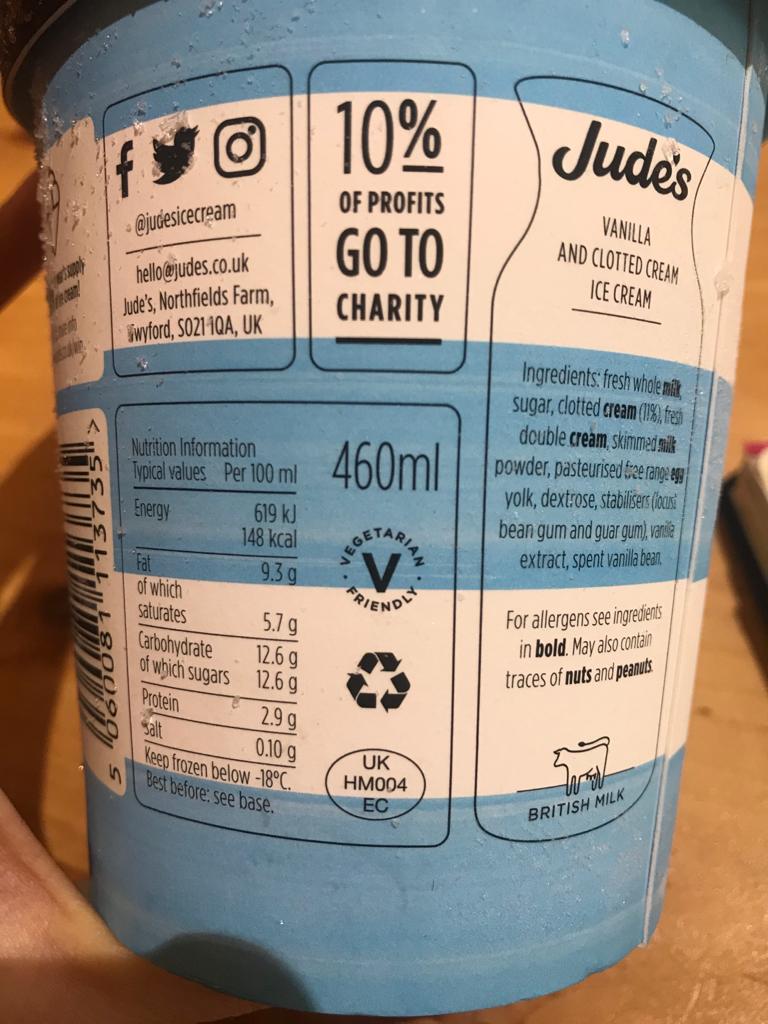 @judesicecream
hello@judes.co.uk
Jude's, Northfields Farm,
Twyford, SO21 1QA, UK
10%
OF PROFITS
GO TO
CHARITY
Jude's
VANILLA
AND CLOTTED CREAM
ICE CREAM
Ingredients: fresh whole milk,
sugar, clotted cream (11%), fresh
double cream, skimmed milk
powder, pasteurised free range egg
yolk, dextrose, stabilisers (locust
bean gum and guar gum), vanilla
extract, spent vanilla bean.
For allergens see ingredients
in bold. May also contain
traces of nuts and peanuts.
BRITISH MILK
Nutrition Information
Typical values Per 100 ml
Energy 619 kJ
148 kcal
Fat 9.3 g
of which
saturates 5.7 g
Carbohydrate 12.6 g
of which sugars 12.6 g
Protein 2.9 g
Salt 0.10 g
Keep frozen below -18°C.
Best before: see base.
460ml
VEGETARIAN
V
FRIENDLY
UK
HM004
EC
5 060081 113735 >